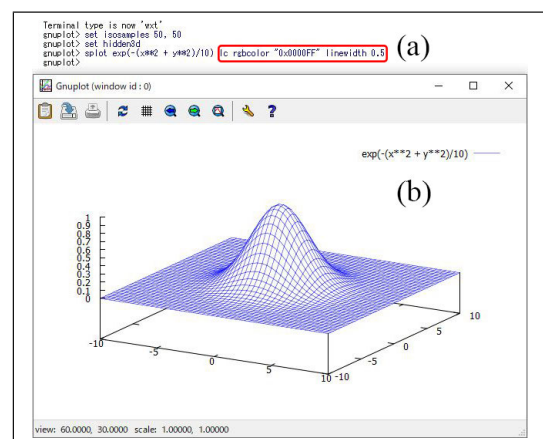 Terminal type is now 'wxt'
gnuplot> set isosamples 50, 50
gnuplot> set hidden3d
gnuplot> splot exp(-(x**2 + y**2)/10) lc rgbcolor "0x0000FF" linewidth 0.5
gnuplot>
(a)
Gnuplot (window id : 0)
exp(-(x**2 + y**2)/10)
(b)
1
0.9
0.8
0.7
0.6
0.5
0.4
0.3
0.2
0.1
0
-10
-5
0
5
10
-10
-5
0
5
10
view: 60.0000, 30.0000 scale: 1.00000, 1.00000